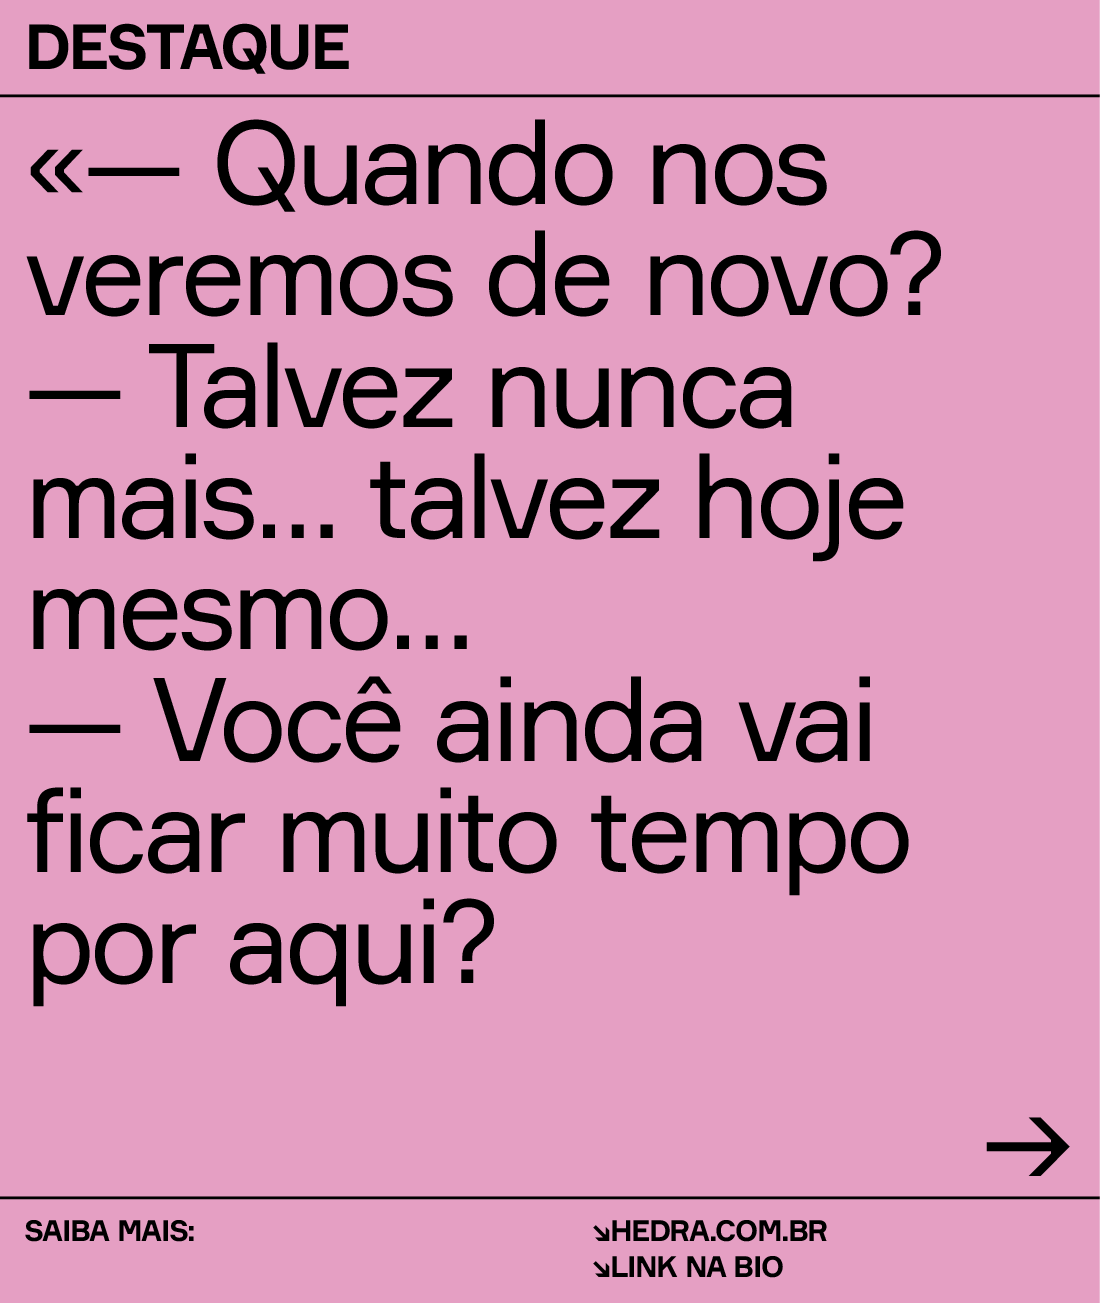 DESTAQUE
«— Quando nos
veremos de novo?
— Talvez nunca
mais... talvez hoje
mesmo...
— Você ainda vai
ficar muito tempo
por aqui?
→
SAIBA MAIS:
↘HEDRA.COM.BR
↘LINK NA BIO